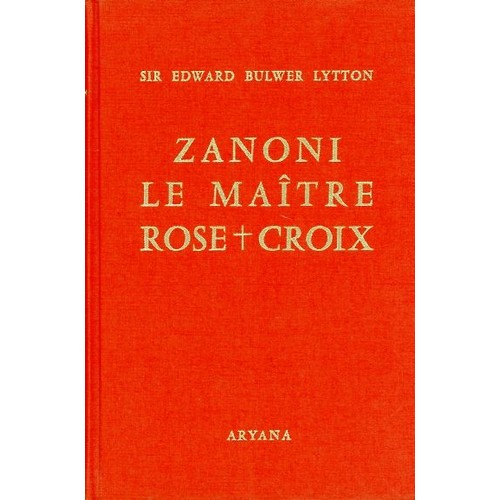 SIR EDWARD BULWER LYTTON
ZANONI
LE MAÎTRE
ROSE † CROIX
ARYANA